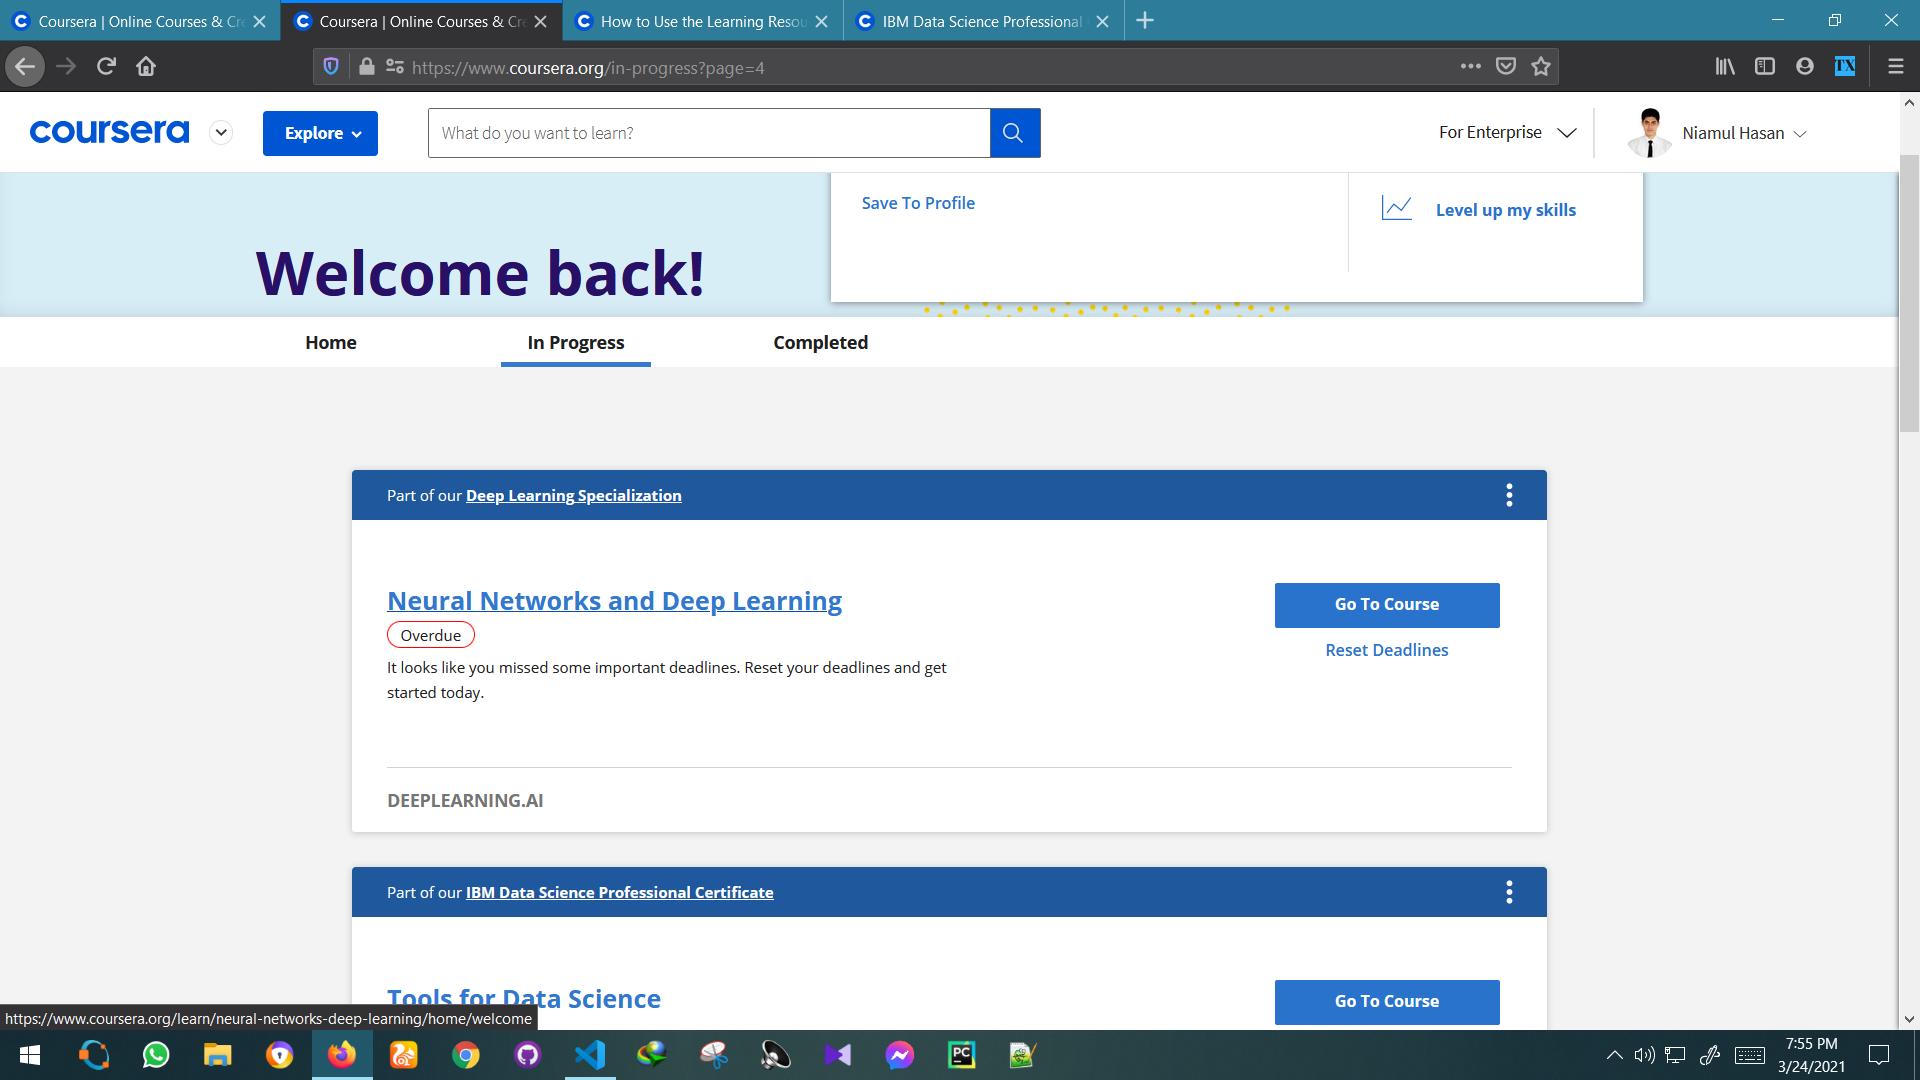 Coursera | Online Courses & Cre
Coursera | Online Courses & Cre
How to Use the Learning Resou
IBM Data Science Professional
https://www.coursera.org/in-progress?page=4
TX
coursera
Explore
What do you want to learn?
For Enterprise
Niamul Hasan
Save To Profile
Level up my skills
Welcome back!
Home
In Progress
Completed
Part of our Deep Learning Specialization
Neural Networks and Deep Learning
Go To Course
Overdue
Reset Deadlines
It looks like you missed some important deadlines. Reset your deadlines and get
started today.
DEEPLEARNING.AI
Part of our IBM Data Science Professional Certificate
Tools for Data Science
Go To Course
https://www.coursera.org/learn/neural-networks-deep-learning/home/welcome
PC
7:55 PM
3/24/2021